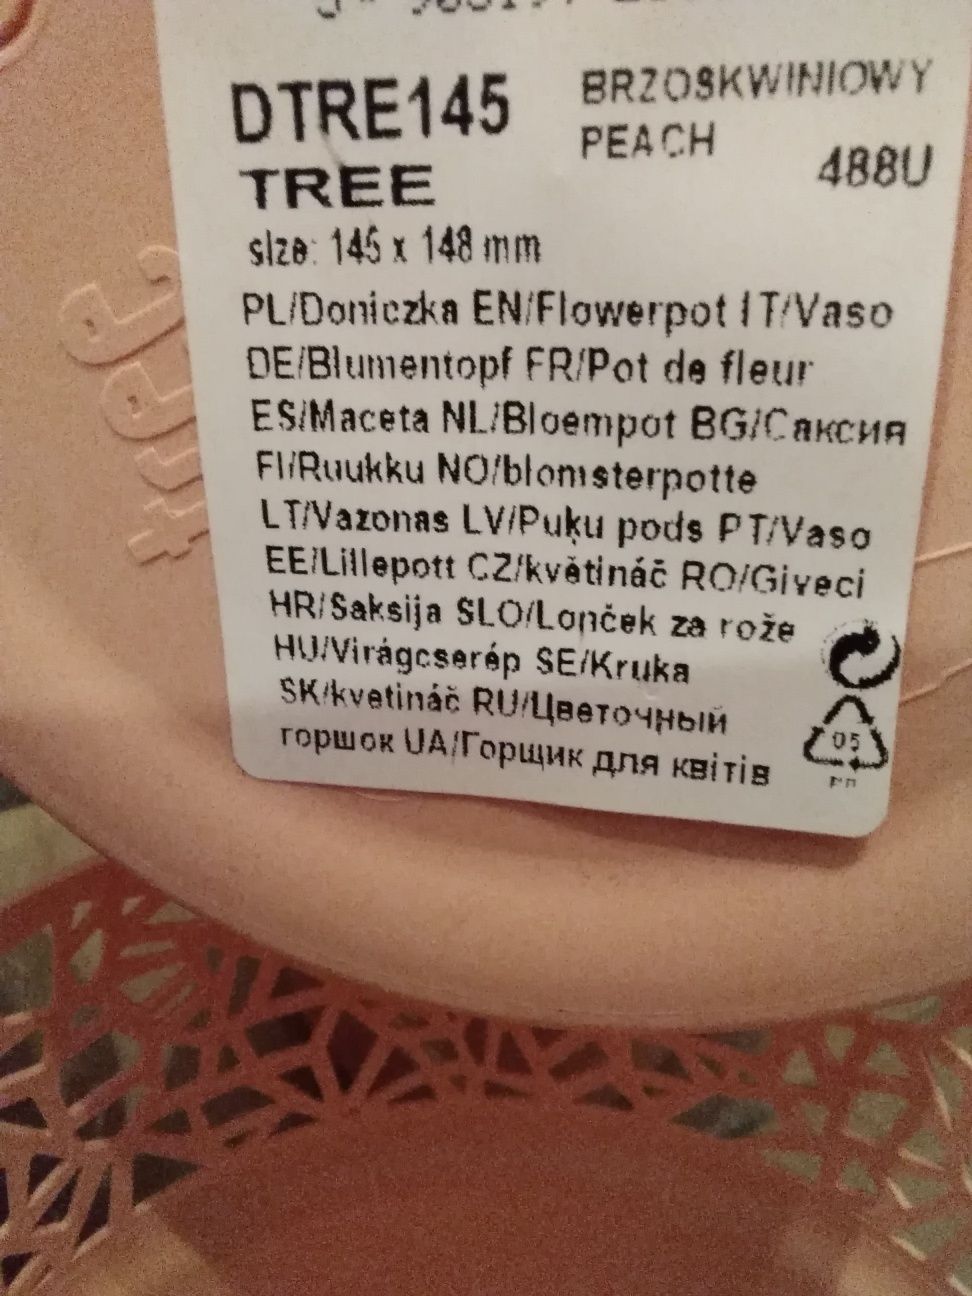 DTRE145
BRZOSKWINIOWY
PEACH
488U
TREE
size: 145 x 148 mm
PL/Doniczka EN/Flowerpot IT/Vaso
DE/Blumentopf FR/Pot de fleur
ES/Maceta NL/Bloempot BG/Саксия
FI/Ruukku NO/blomsterpotte
LT/Vazonas LV/Puķu pods PT/Vaso
EE/Lillepott CZ/květináč RO/Giveci
HR/Saksija SLO/Lonček za rože
HU/Virágcserép SE/Kruka
SK/kvetináč RU/Цветочный
горшок UA/Горщик для квітів
05
PP
tree